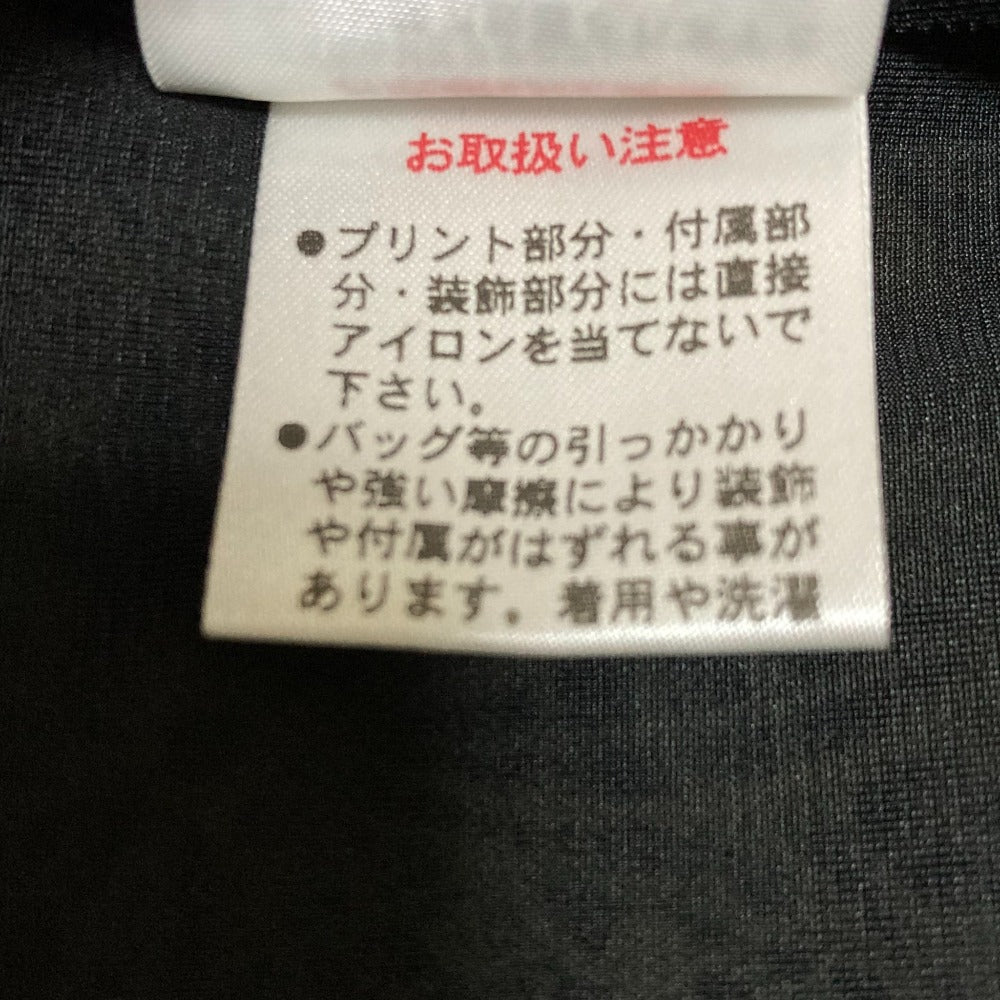 お取扱い注意
●プリント部分・付属部
分・装飾部分には直接
アイロンを当てないで
下さい。
●バッグ等の引っかかり
や強い摩擦により装飾
や付属がはずれる事が
あります。着用や洗濯